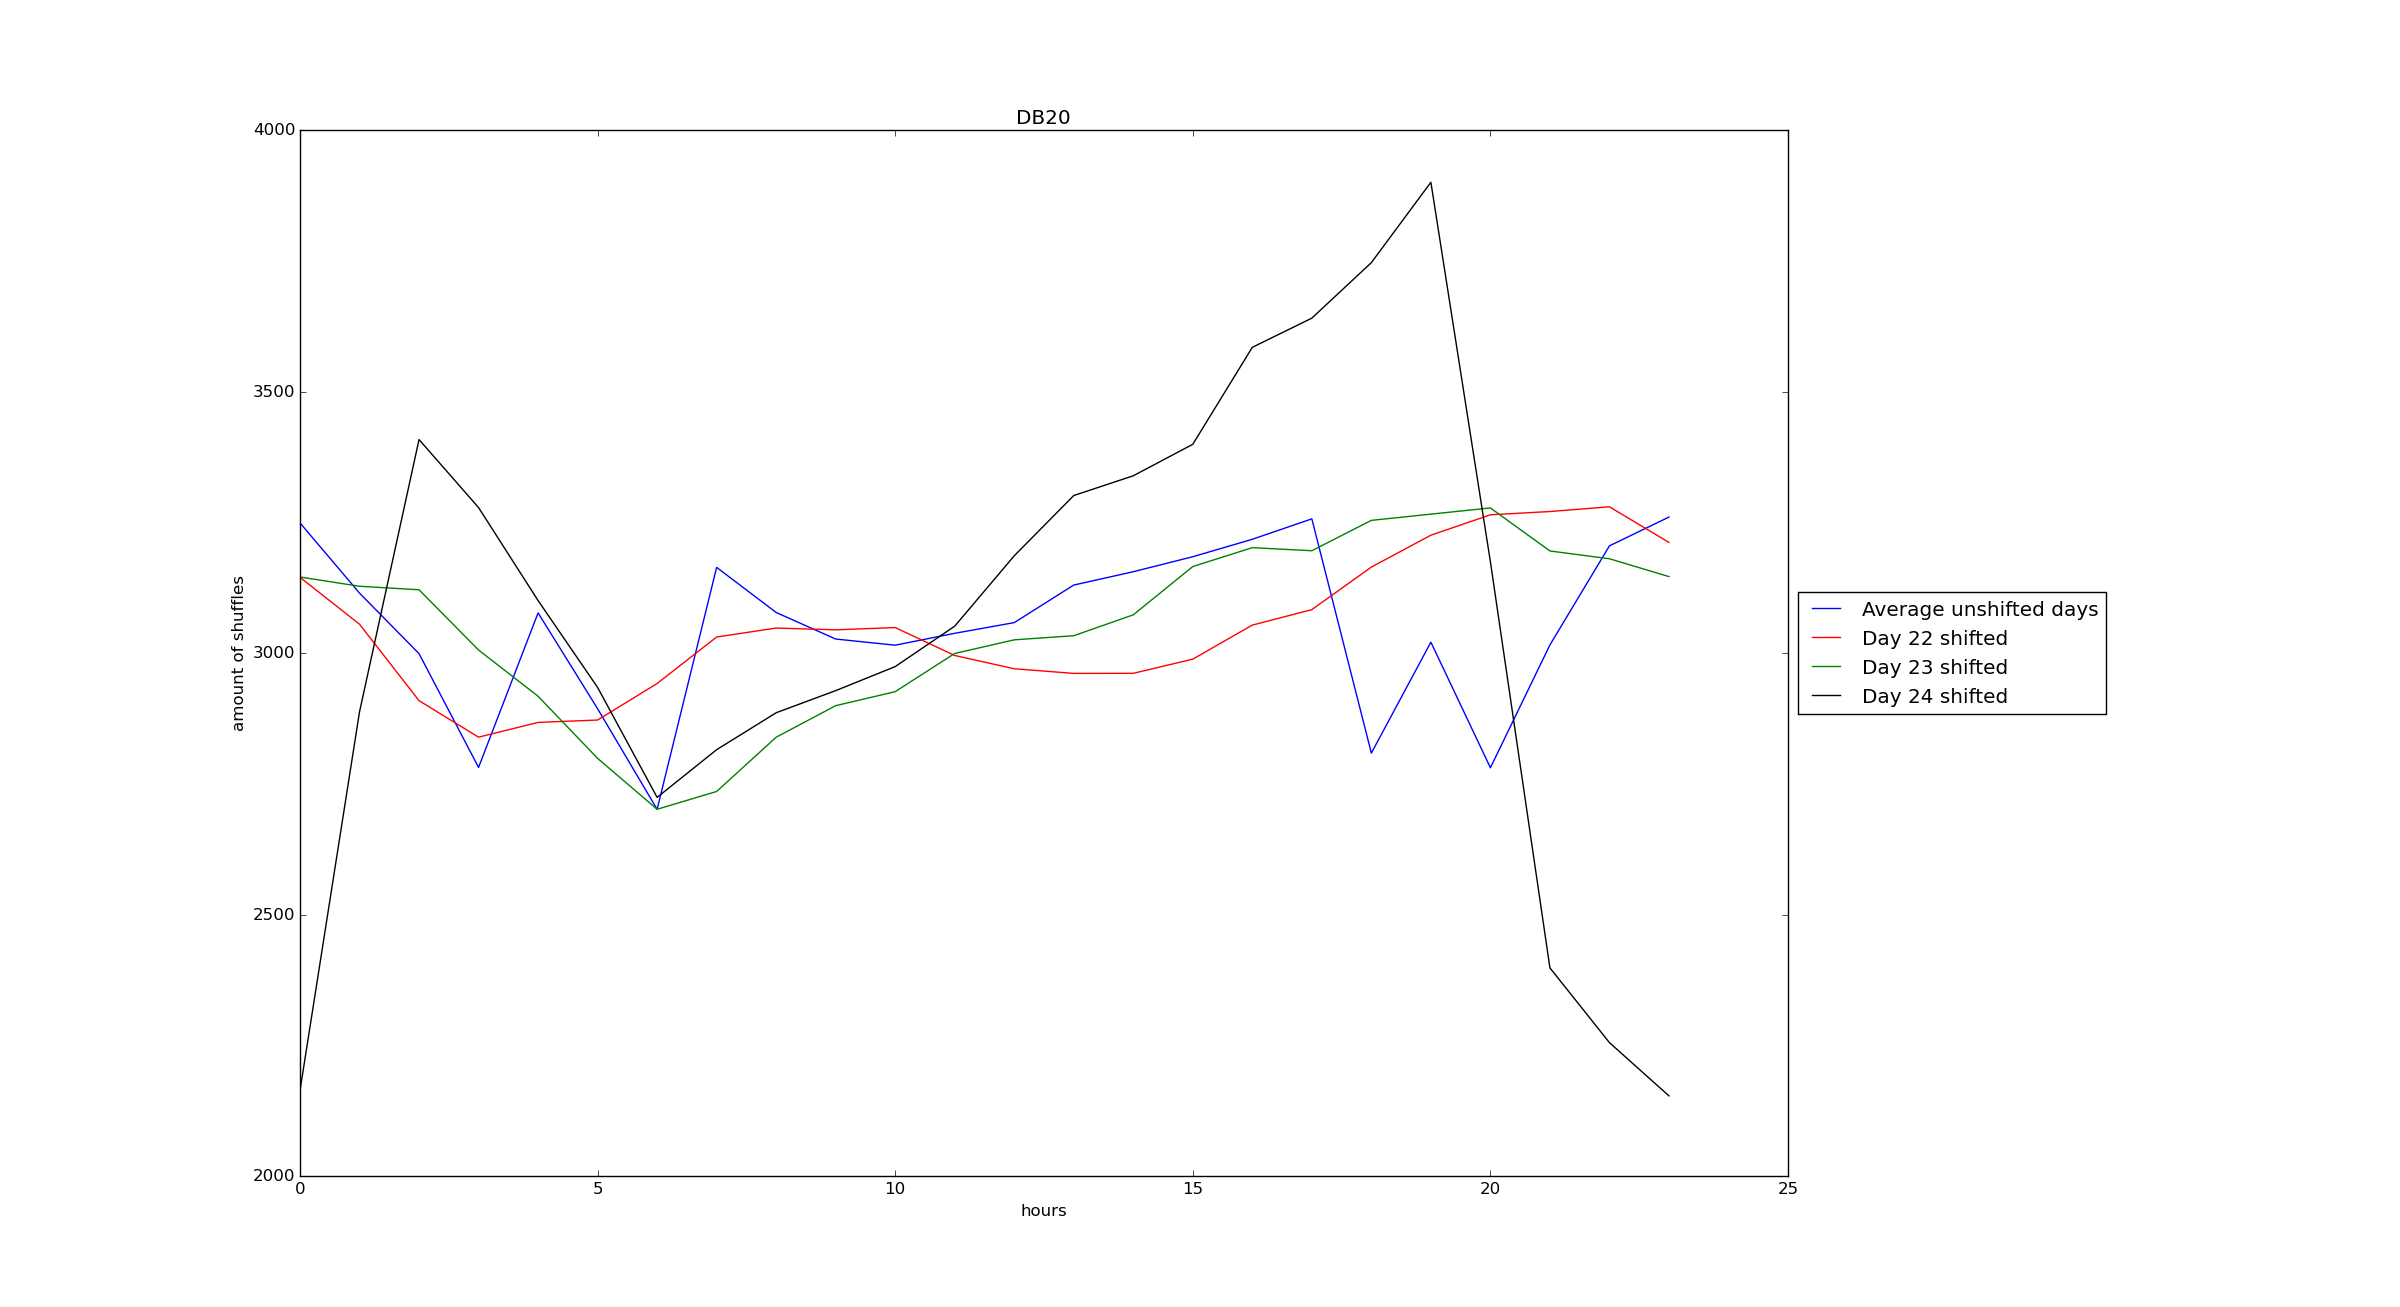 DB20
4000
3500
3000
2500
2000
amount of shuffles
0 5 10 15 20 25
hours
Average unshifted days
Day 22 shifted
Day 23 shifted
Day 24 shifted